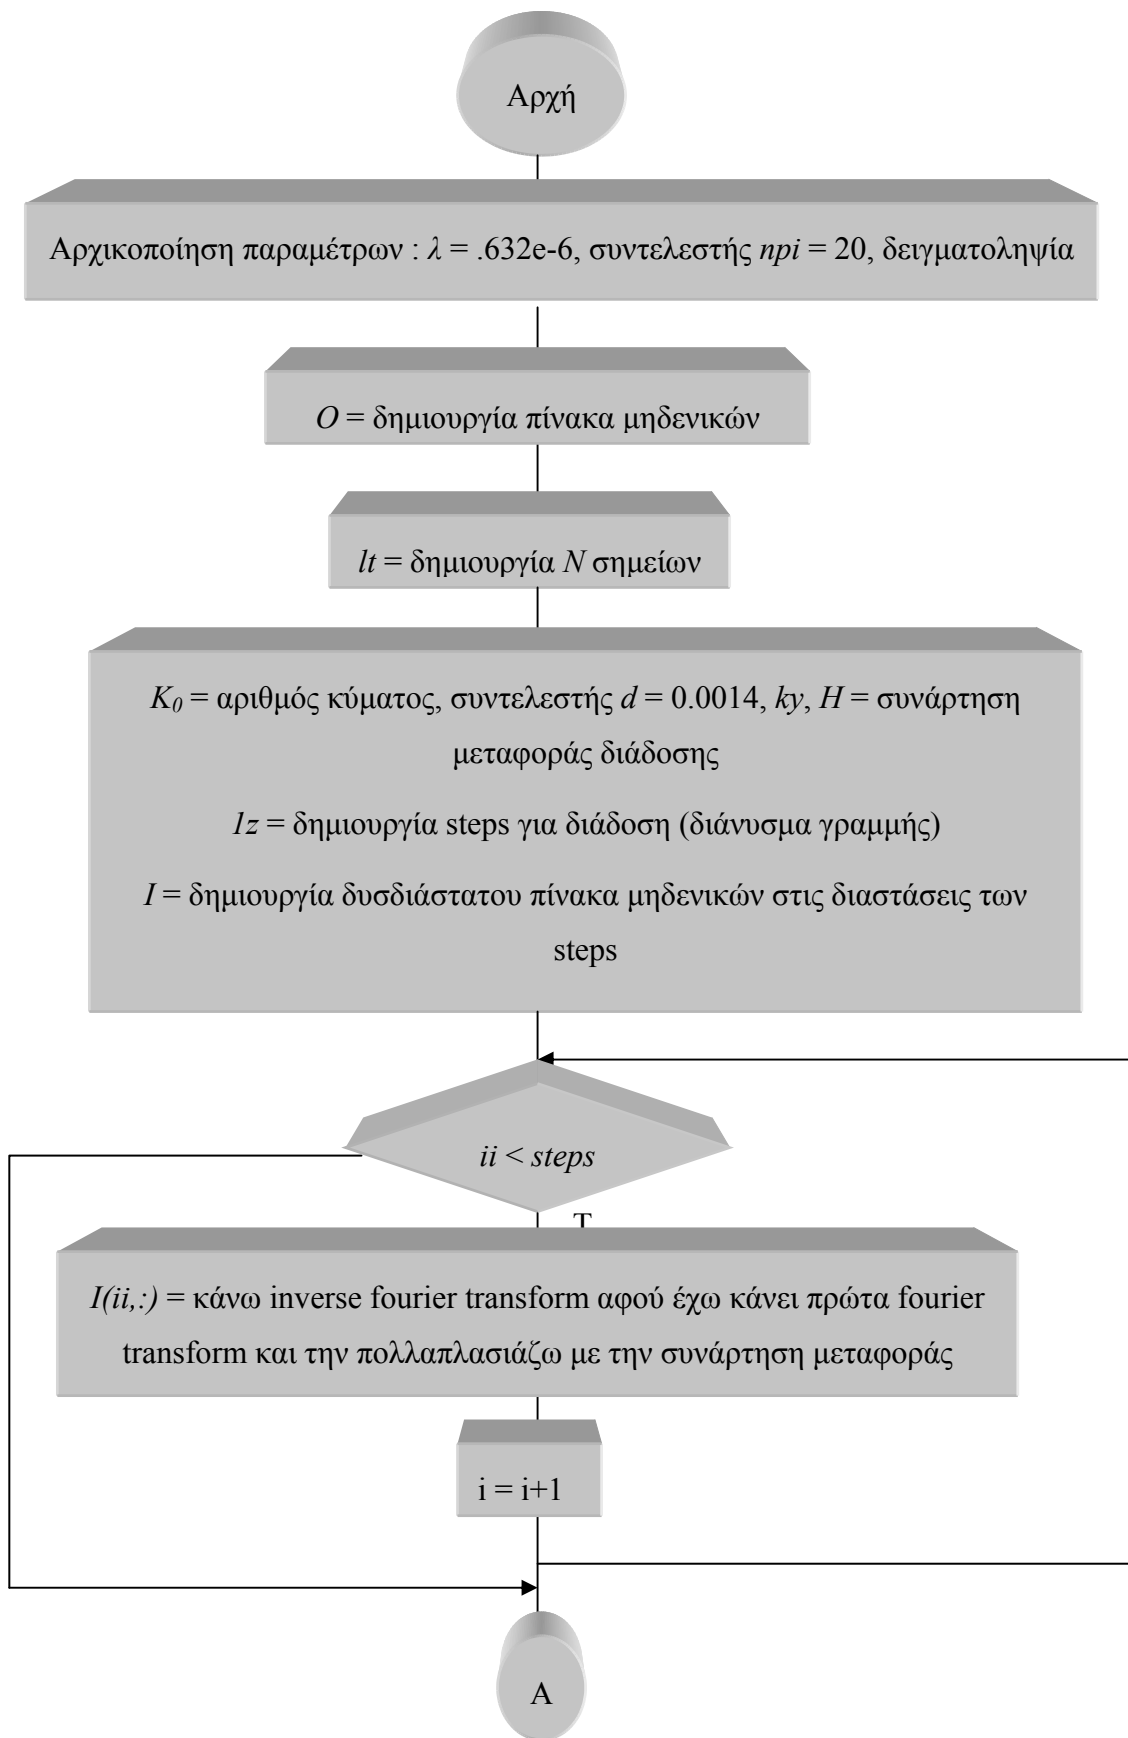 Αρχή
Αρχικοποίηση παραμέτρων : λ = .632e-6, συντελεστής npi = 20, δειγματοληψία
O = δημιουργία πίνακα μηδενικών
lt = δημιουργία N σημείων
K0 = αριθμός κύματος, συντελεστής d = 0.0014, ky, H = συνάρτηση
μεταφοράς διάδοσης
1z = δημιουργία steps για διάδοση (διάνυσμα γραμμής)
I = δημιουργία δυσδιάστατου πίνακα μηδενικών στις διαστάσεις των
steps
ii < steps
T
I(ii,:) = κάνω inverse fourier transform αφού έχω κάνει πρώτα fourier
transform και την πολλαπλασιάζω με την συνάρτηση μεταφοράς
i = i+1
A